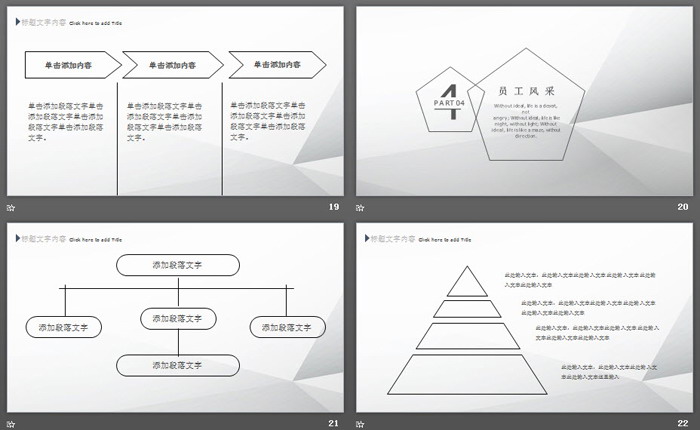 标题文字内容 Click here to add Title
单击添加内容
单击添加内容
单击添加内容
单击添加段落文字单击
添加段落文字单击添加
段落文字单击添加段落
文字。
单击添加段落文字单击
添加段落文字单击添加
段落文字单击添加段落
文字。
单击添加段落文字单击
添加段落文字单击添加
段落文字单击添加段落
文字。
19
4
PART 04
员工风采
Without ideal, life is a desert,
not
angry; Without ideal, life is like
night, without light; Without
ideal, life is like a maze, without
direction.
20
标题文字内容 Click here to add Title
添加段落文字
添加段落文字
添加段落文字
添加段落文字
添加段落文字
21
标题文字内容 Click here to add Title
此处输入文本，此处输入文本此处输入文本此处输入文本此处输
入文本此处输入文本
此处输入文本，此处输入文本此处输入文本此处输入文本
此处输入文本此处输入文本
此处输入文本，此处输入文本此处输入文本此处输入
文本此处输入文本此处输入文本
此处输入文本，此处输入文本此处输入
文本此处输入文本
22